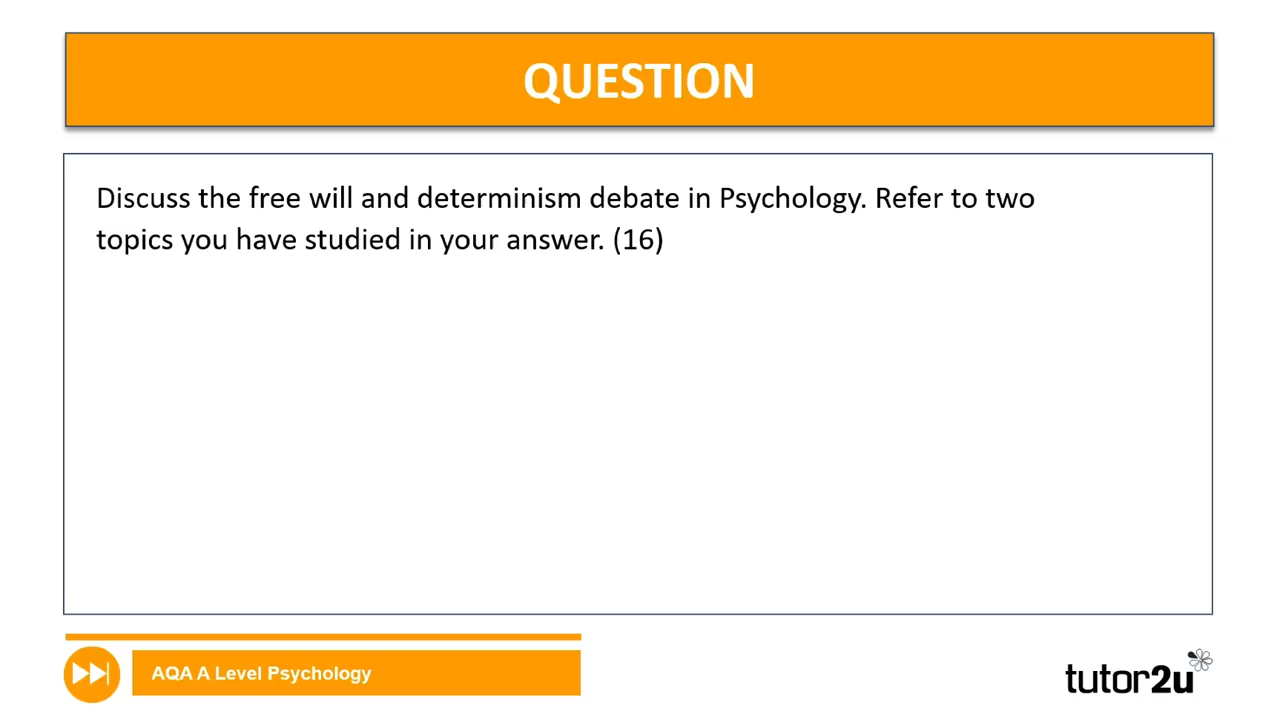 QUESTION
Discuss the free will and determinism debate in Psychology. Refer to two
topics you have studied in your answer. (16)
AQA A Level Psychology
tutor2u